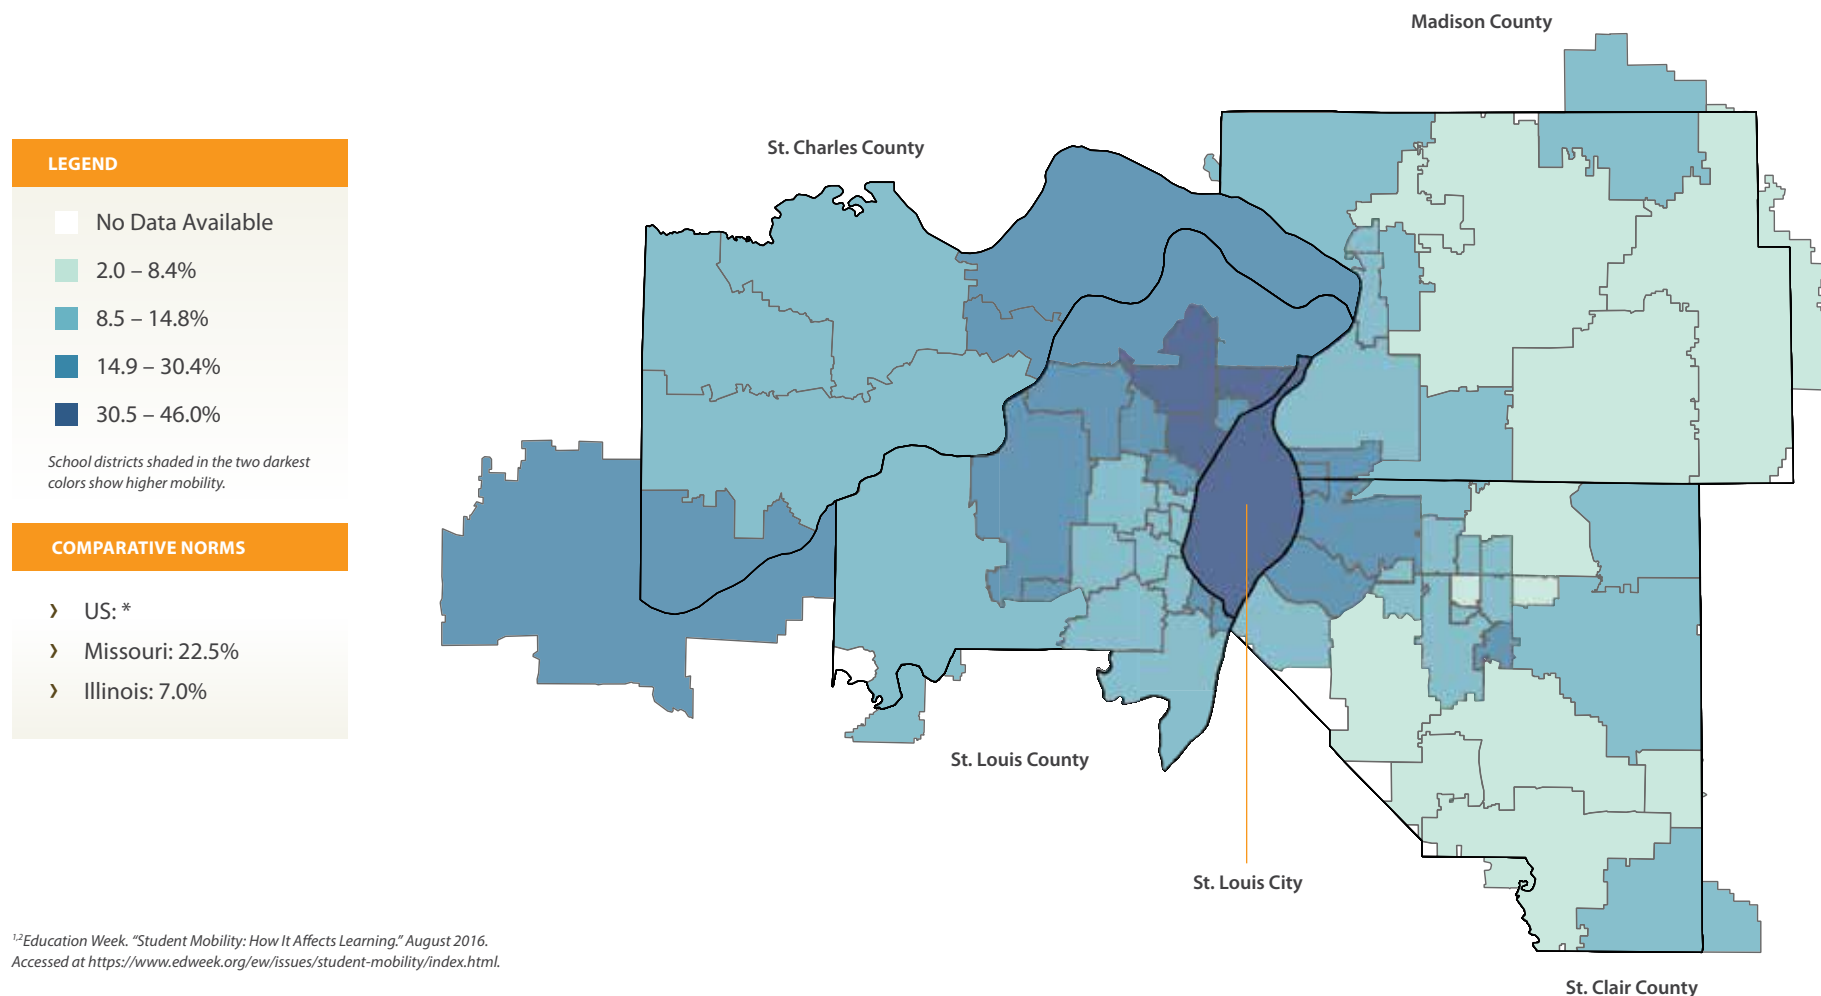 Madison County
St. Charles County
LEGEND
No Data Available
2.0 – 8.4%
8.5 – 14.8%
14.9 – 30.4%
30.5 – 46.0%
School districts shaded in the two darkest
colors show higher mobility.
COMPARATIVE NORMS
› US: *
› Missouri: 22.5%
› Illinois: 7.0%
St. Louis County
St. Louis City
1,2Education Week. “Student Mobility: How It Affects Learning.” August 2016.
Accessed at https://www.edweek.org/ew/issues/student-mobility/index.html.
St. Clair County